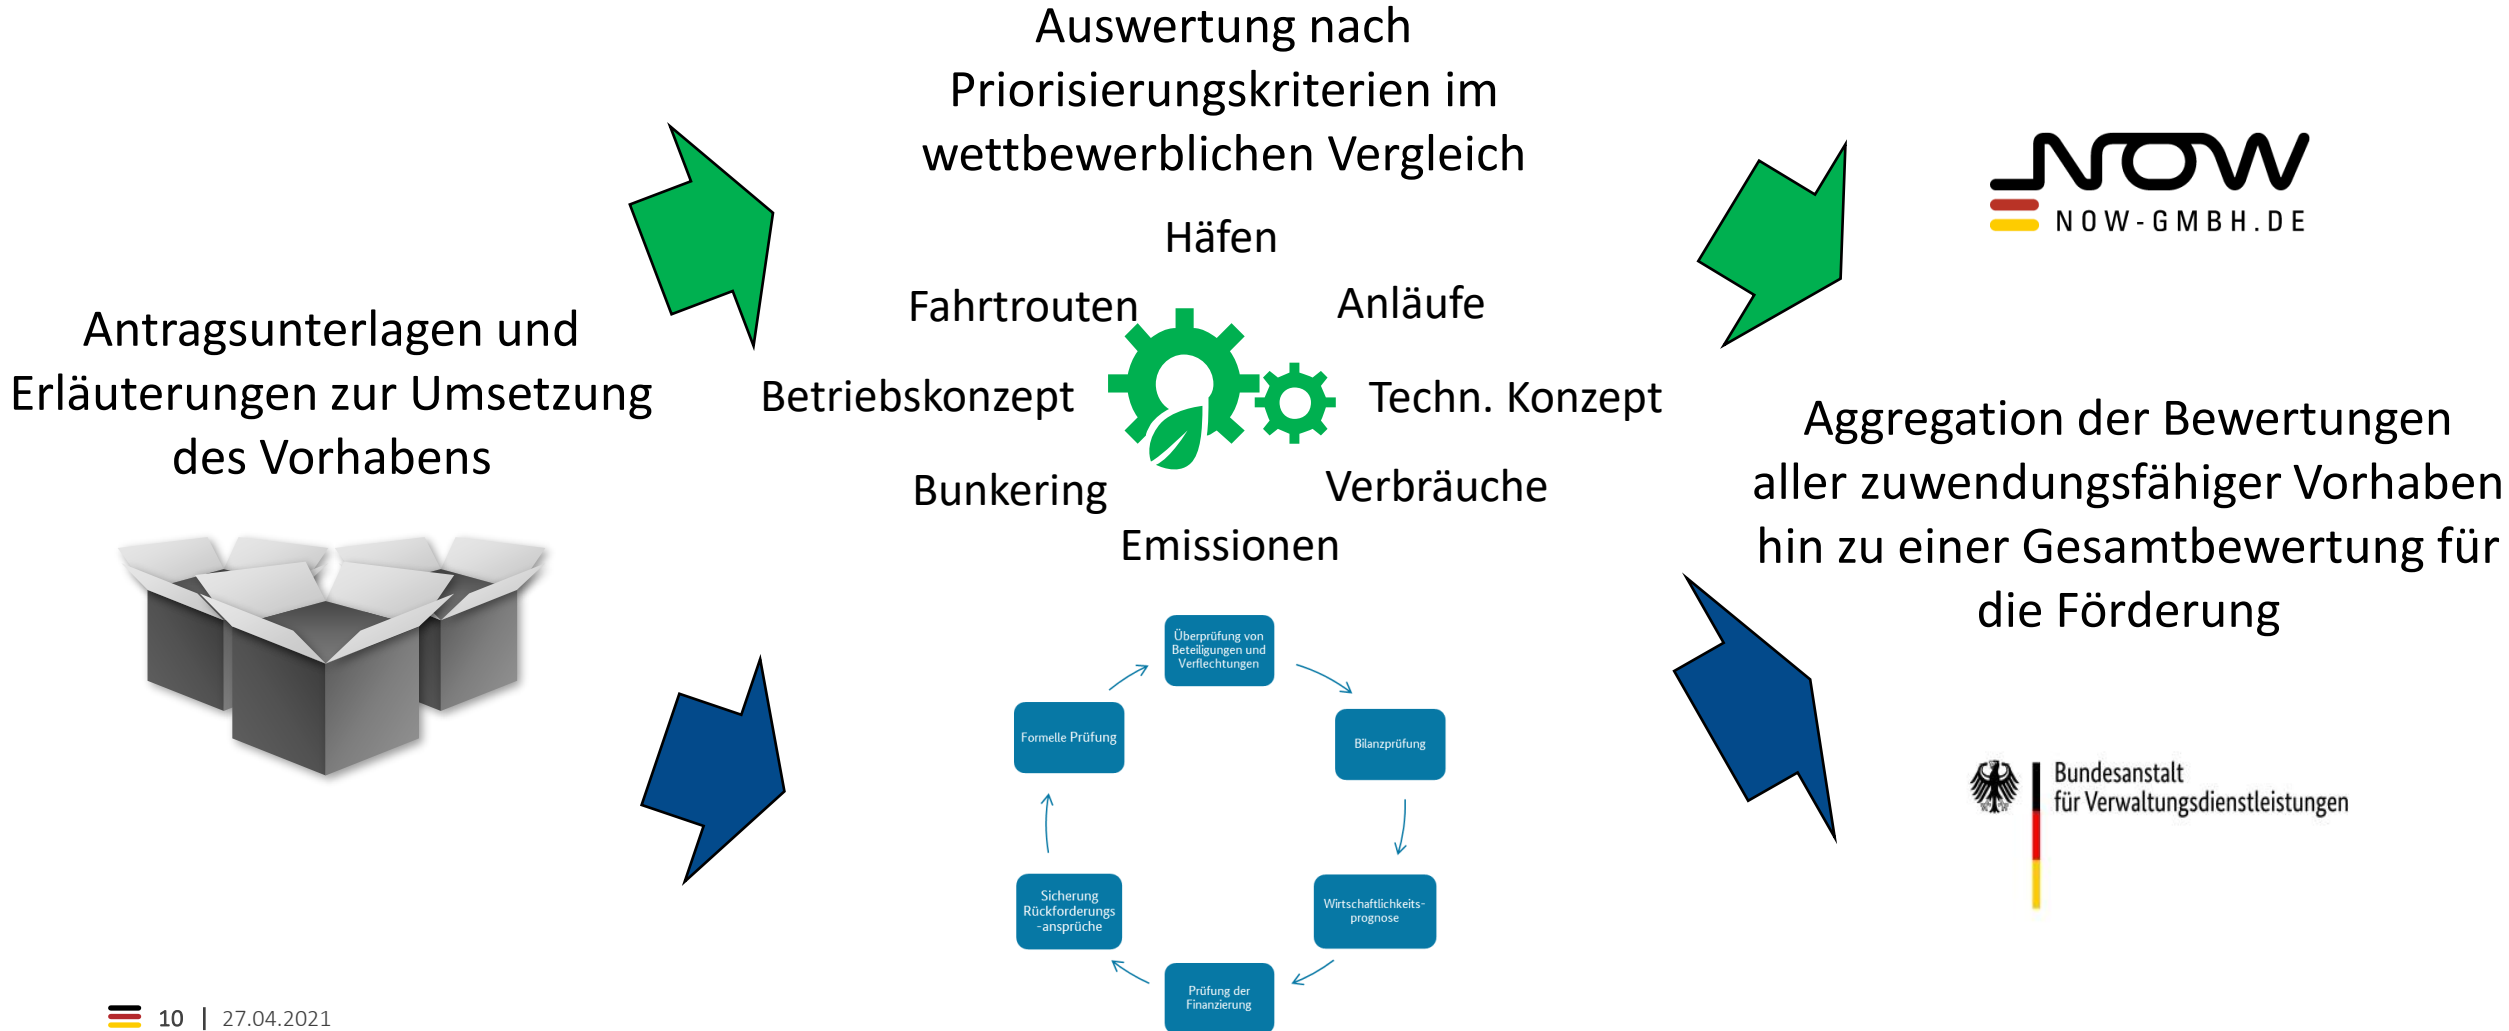 Antragsunterlagen und
Erläuterungen zur Umsetzung
des Vorhabens
Auswertung nach
Priorisierungskriterien im
wettbewerblichen Vergleich
Häfen
Fahrtrouten
Anläufe
Betriebskonzept
Techn. Konzept
Bunkering
Verbräuche
Emissionen
Überprüfung von
Beteiligungen und
Verflechtungen
Bilanzprüfung
Wirtschaftlichkeits-
prognose
Prüfung der
Finanzierung
Sicherung
Rückforderungs
-ansprüche
Formelle Prüfung
NOW
NOW-GMBH.DE
Aggregation der Bewertungen
aller zuwendungsfähiger Vorhaben
hin zu einer Gesamtbewertung für
die Förderung
Bundesanstalt
für Verwaltungsdienstleistungen
10 | 27.04.2021